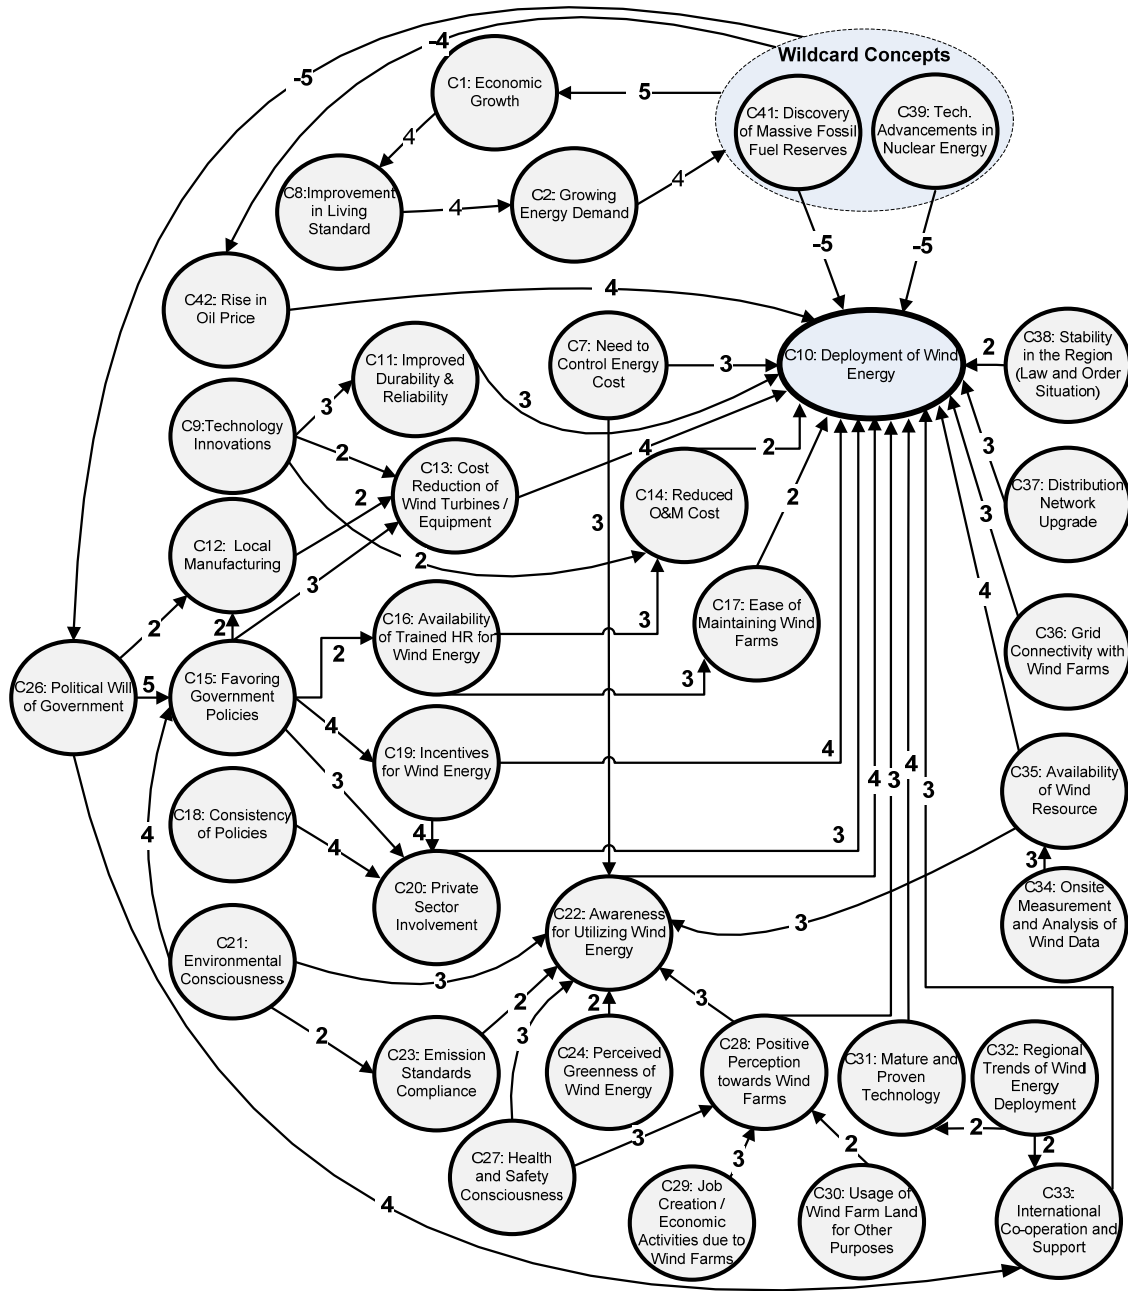 -4
-5
Wildcard Concepts
C1: Economic
Growth
5
C41: Discovery
of Massive Fossil
Fuel Reserves
C39: Tech.
Advancements in
Nuclear Energy
4
C8:Improvement
in Living
Standard
4
C2: Growing
Energy Demand
4
-5
-5
C42: Rise in
Oil Price
4
C11: Improved
Durability &
Reliability
C7: Need to
Control Energy
Cost
3
C10: Deployment of Wind
Energy
2
C38: Stability
in the Region
(Law and Order
Situation)
3
C9:Technology
Innovations
3
2
2
C13: Cost
Reduction of
Wind Turbines /
Equipment
4
2
C14: Reduced
O&M Cost
2
3
C37: Distribution
Network
Upgrade
2
3
3
C12: Local
Manufacturing
3
C16: Availability
of Trained HR for
Wind Energy
3
C17: Ease of
Maintaining Wind
Farms
4
C36: Grid
Connectivity with
Wind Farms
2
2
2
3
C26: Political Will
of Government
5
C15: Favoring
Government
Policies
4
C19: Incentives
for Wind Energy
4
4
4
3
3
3
C35: Availability
of Wind
Resource
3
C18: Consistency
of Policies
4
4
3
4
C20: Private
Sector
Involvement
3
C34: Onsite
Measurement
and Analysis of
Wind Data
C22: Awareness
for Utilizing Wind
Energy
3
C21:
Environmental
Consciousness
3
2
2
3
2
3
C23: Emission
Standards
Compliance
C24: Perceived
Greenness of
Wind Energy
C28: Positive
Perception
towards Wind
Farms
C31: Mature and
Proven
Technology
C32: Regional
Trends of Wind
Energy
Deployment
2
2
3
3
2
C27: Health
and Safety
Consciousness
C29: Job
Creation /
Economic
Activities due to
Wind Farms
C30: Usage of
Wind Farm Land
for Other
Purposes
C33:
International
Co-operation and
Support
4